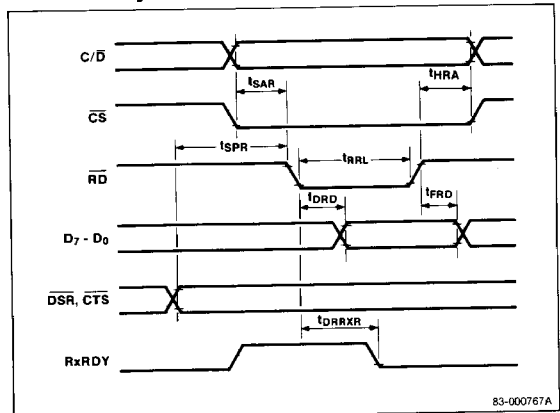 C/D̅
tSAR
tHRA
C̅S̅
tSPR
tRRL
R̅D̅
tDRD
tFRD
D7 - D0
D̅S̅R̅, C̅T̅S̅
tDRRXR
RxRDY
83-000767A